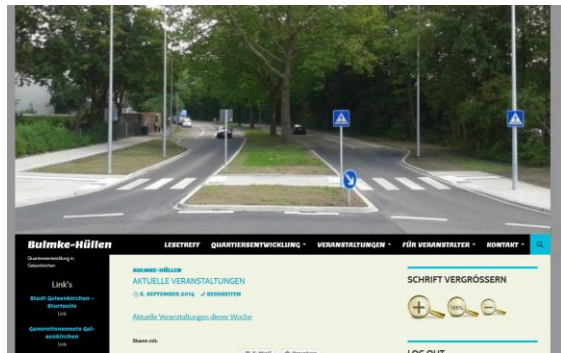 Bulmke-Hüllen
LESETREFF QUARTIERSENTWICKLUNG VERANSTALTUNGEN FÜR VERANSTALTER KONTAKT
Quartiersentwicklung in
Gelsenkirchen
Link's
Stadt Gelsenkirchen -
Startseite
Link
Generationennetz Gel-
senkirchen
Link
BULMKE-HÜLLEN
AKTUELLE VERANSTALTUNGEN
6. SEPTEMBER 2014 BEARBEITEN
Aktuelle Veranstaltungen dieser Woche
Share mit:
SCHRIFT VERGRÖSSERN
100%
LOG OUT